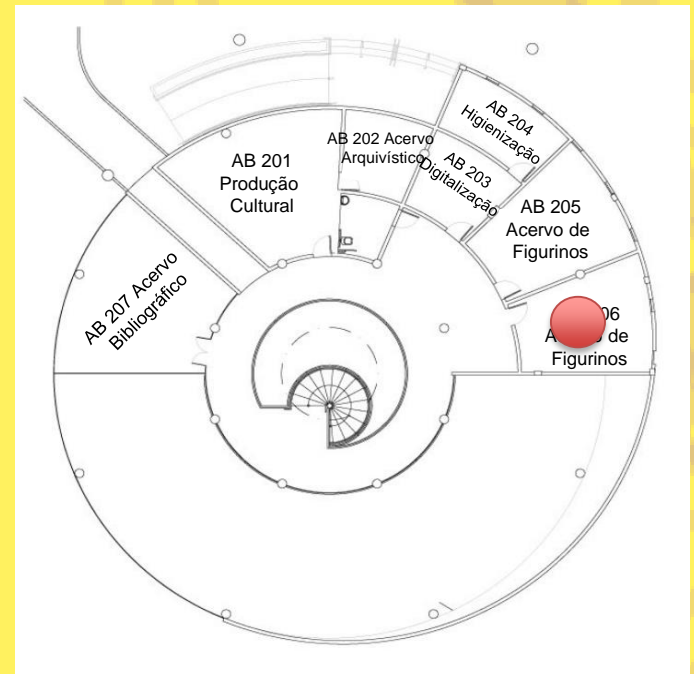 AB 201
Produção
Cultural
AB 202 Acervo
Arquivístico
AB 203
Digitalização
AB 204
Higienização
AB 205
Acervo de
Figurinos
06
de
Figurinos
AB 207 Acervo
Bibliográfico